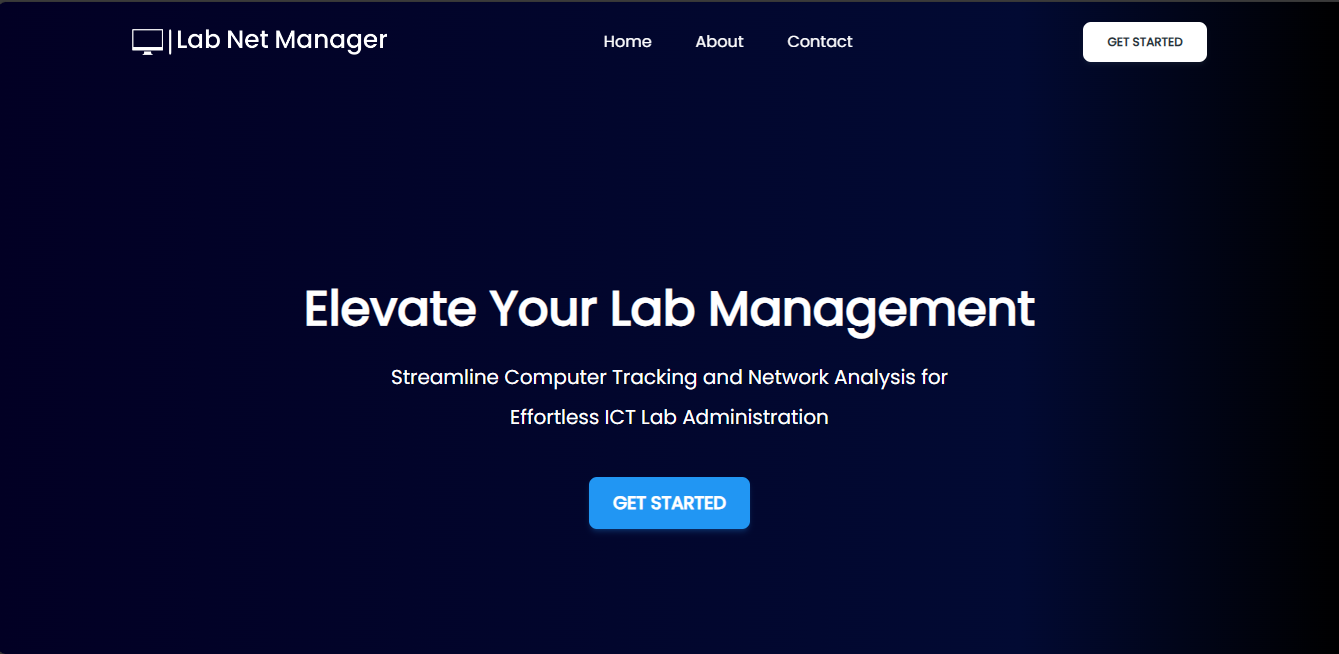 Lab Net Manager
Home About Contact
GET STARTED
Elevate Your Lab Management
Streamline Computer Tracking and Network Analysis for
Effortless ICT Lab Administration
GET STARTED